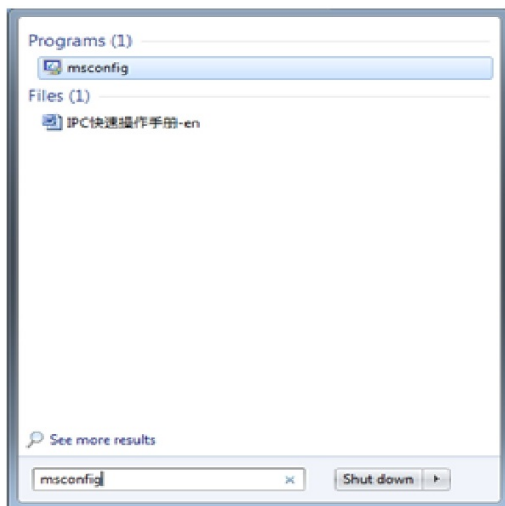 Programs (1)
msconfig
Files (1)
IPC快速操作手册-en
See more results
msconfig
Shut down